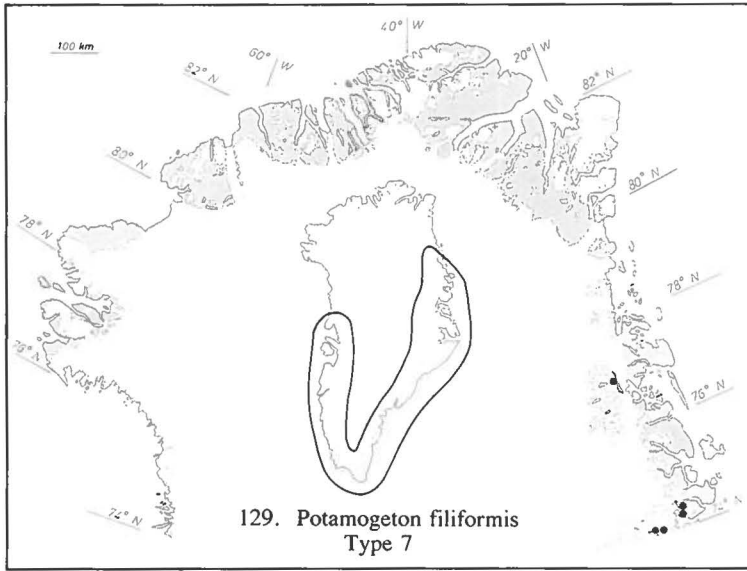 100 km
40° W
60° W
20° W
82° N
82° N
80° N
80° N
78° N
78° N
76° N
76° N
74° N
129. Potamogeton filiformis
Type 7